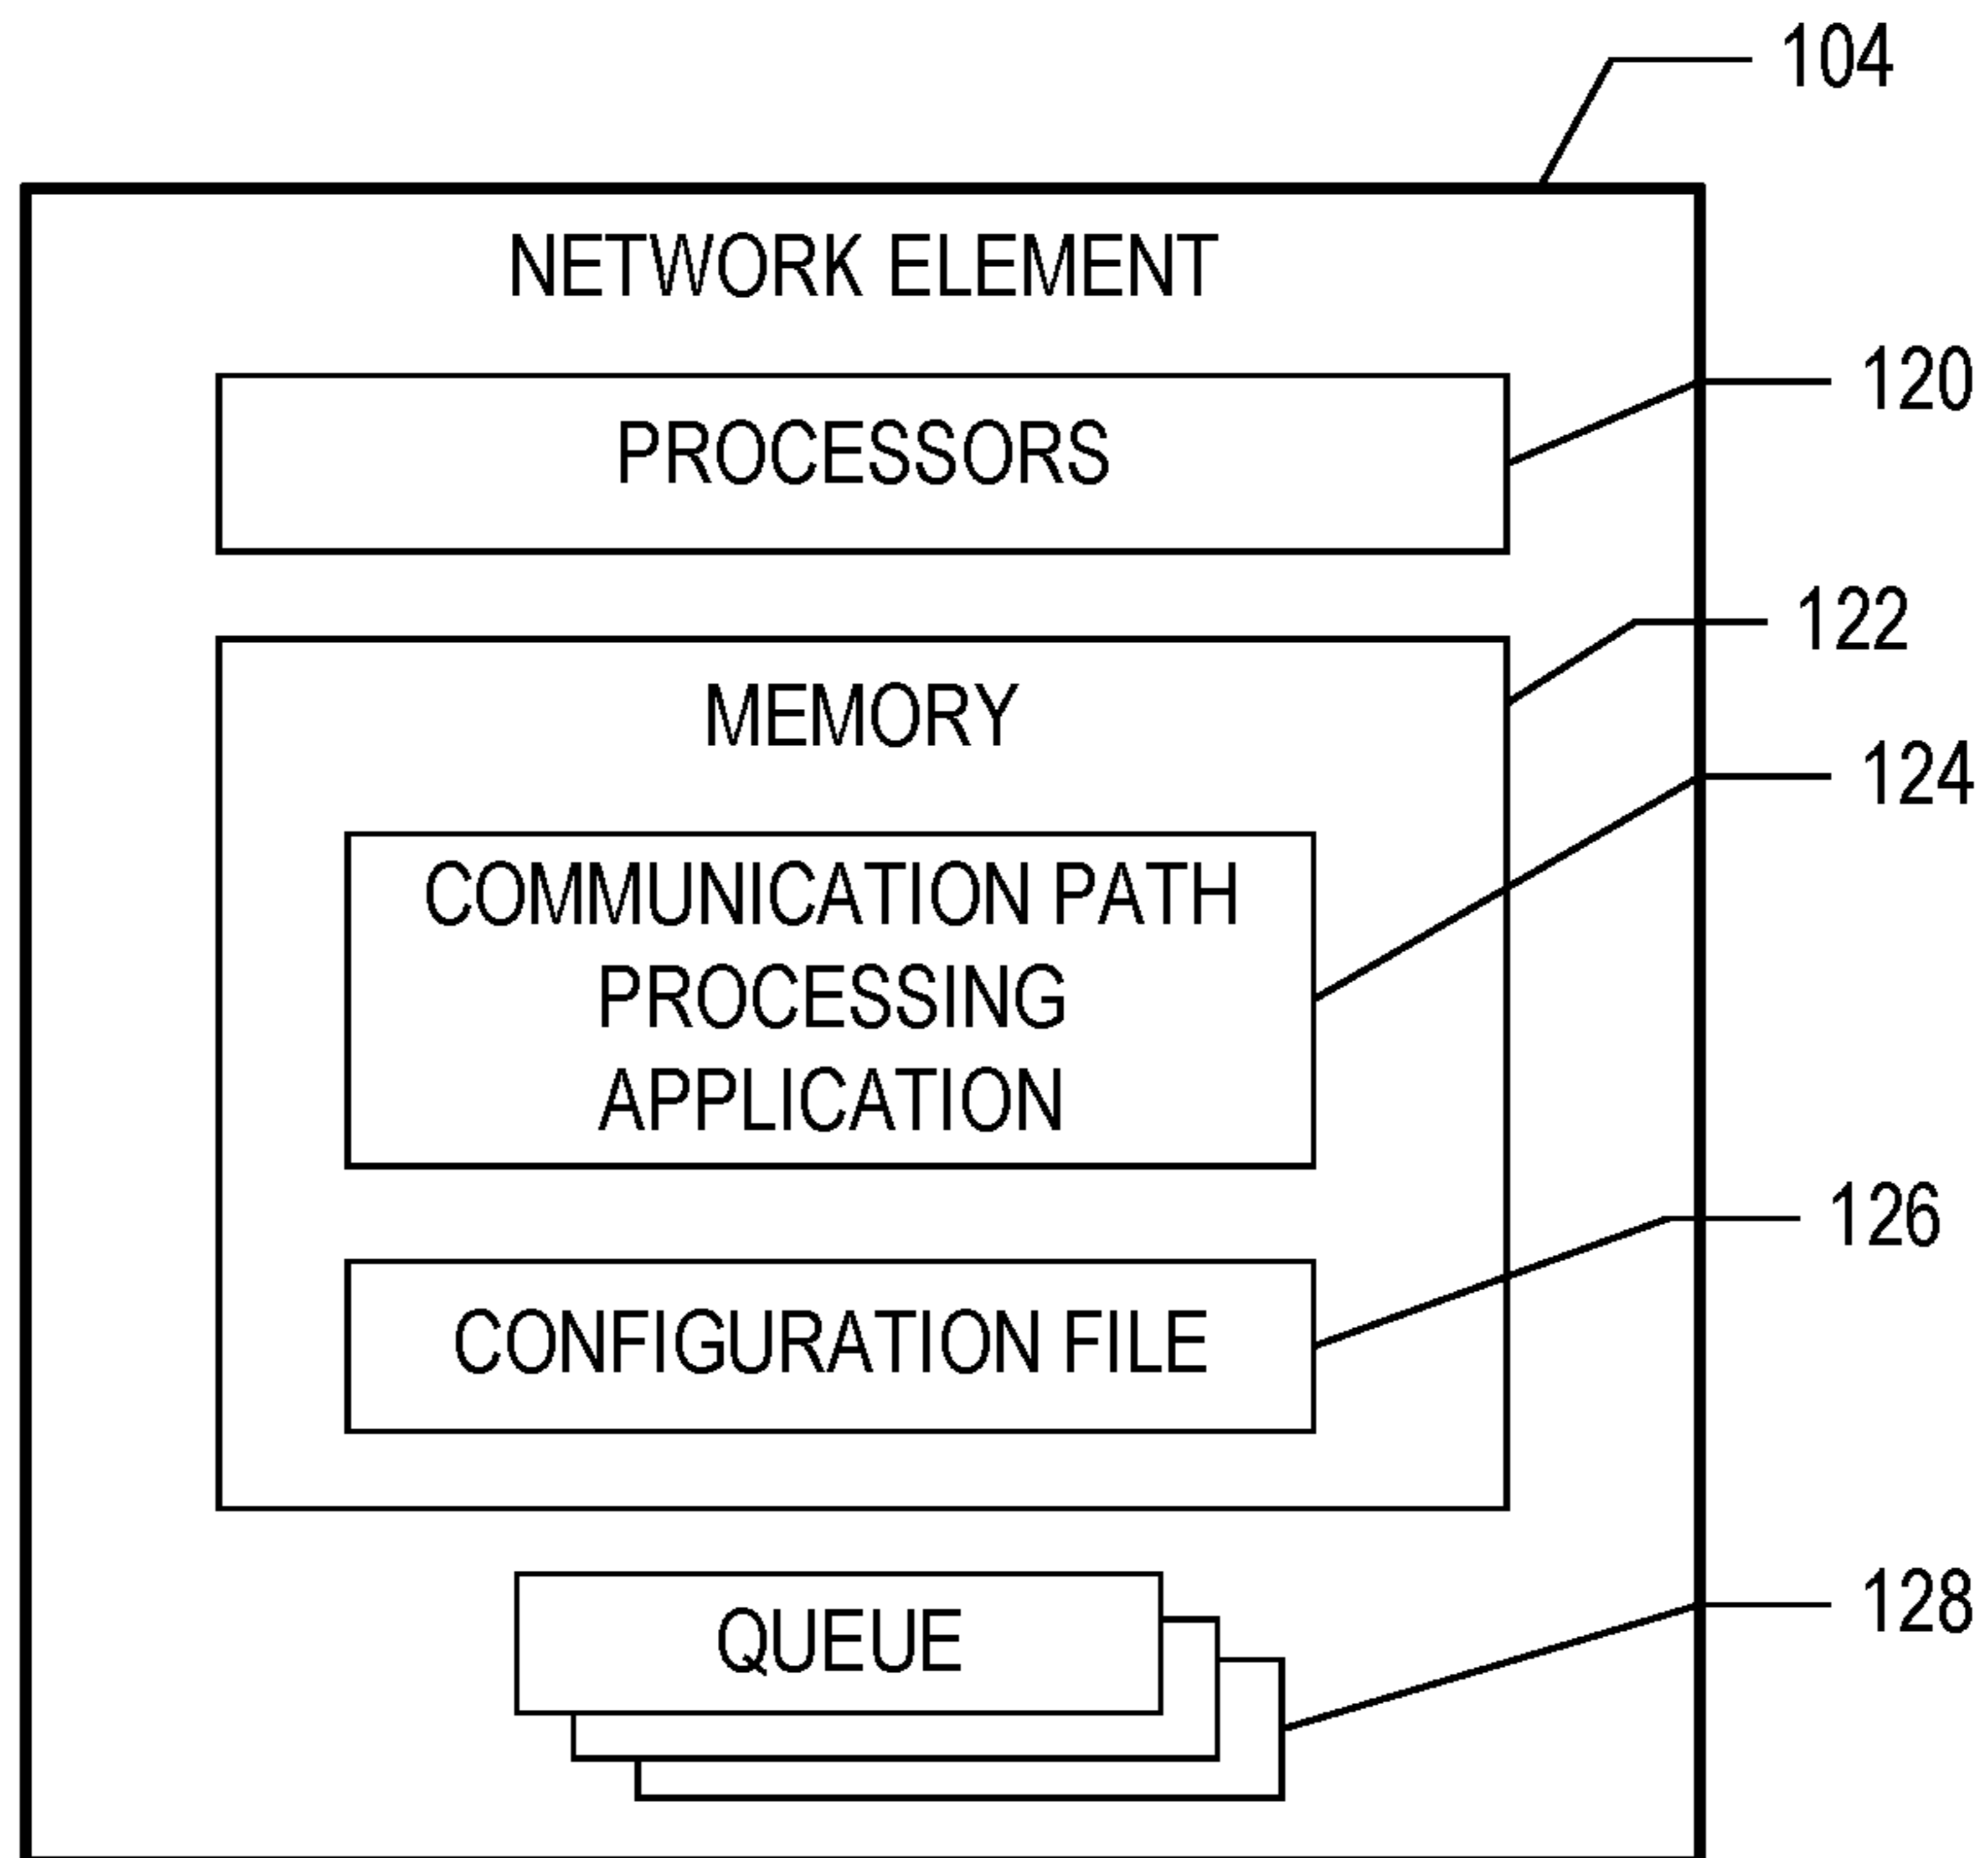 104
NETWORK ELEMENT
120
PROCESSORS
122
MEMORY
124
COMMUNICATION PATH
PROCESSING
APPLICATION
126
CONFIGURATION FILE
128
QUEUE